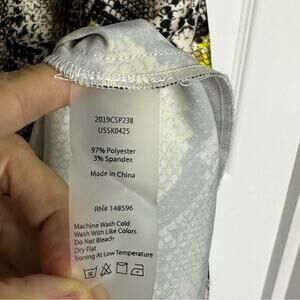 2019CSP238
USSK0425
97% Polyester
3% Spandex
Made in China
RN# 148596
Machine Wash Cold
Wash With Like Colors
Do Not Bleach
Dry Flat
Ironing At Low Temperature